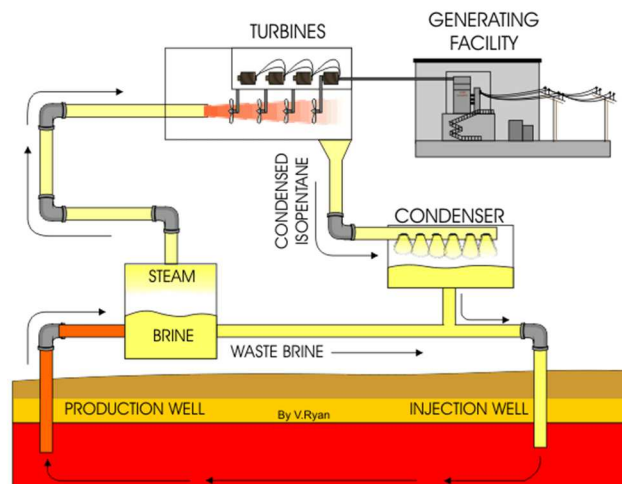 TURBINES
GENERATING
FACILITY
CONDENSED
ISOPENTANE
CONDENSER
STEAM
BRINE
WASTE BRINE
PRODUCTION WELL
By V.Ryan
INJECTION WELL